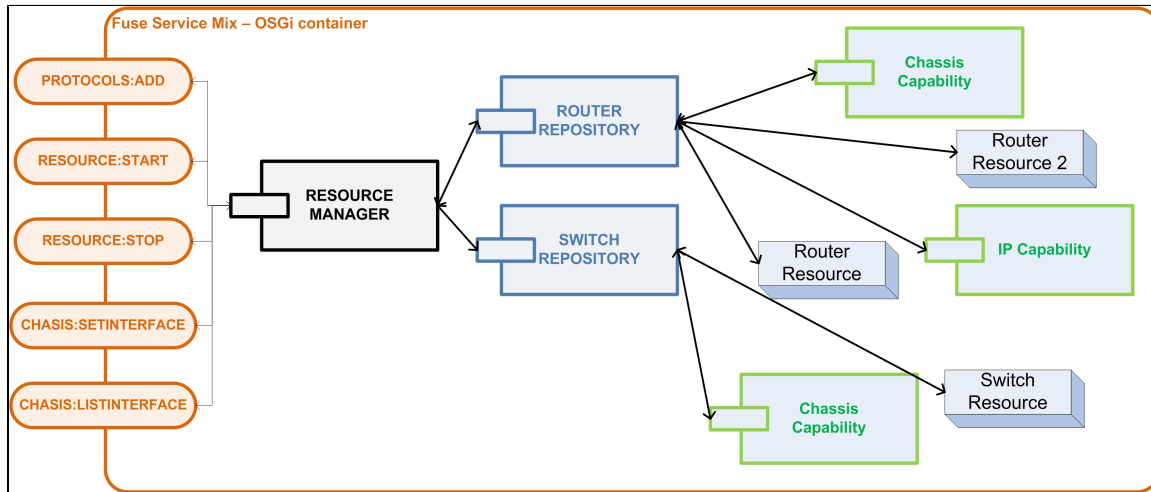 Fuse Service Mix – OSGi container
PROTOCOLS:ADD
RESOURCE:START
RESOURCE:STOP
CHASIS:SETINTERFACE
CHASIS:LISTINTERFACE
RESOURCE
MANAGER
ROUTER
REPOSITORY
SWITCH
REPOSITORY
Chassis
Capability
Router
Resource 2
IP Capability
Router
Resource
Switch
Resource
Chassis
Capability